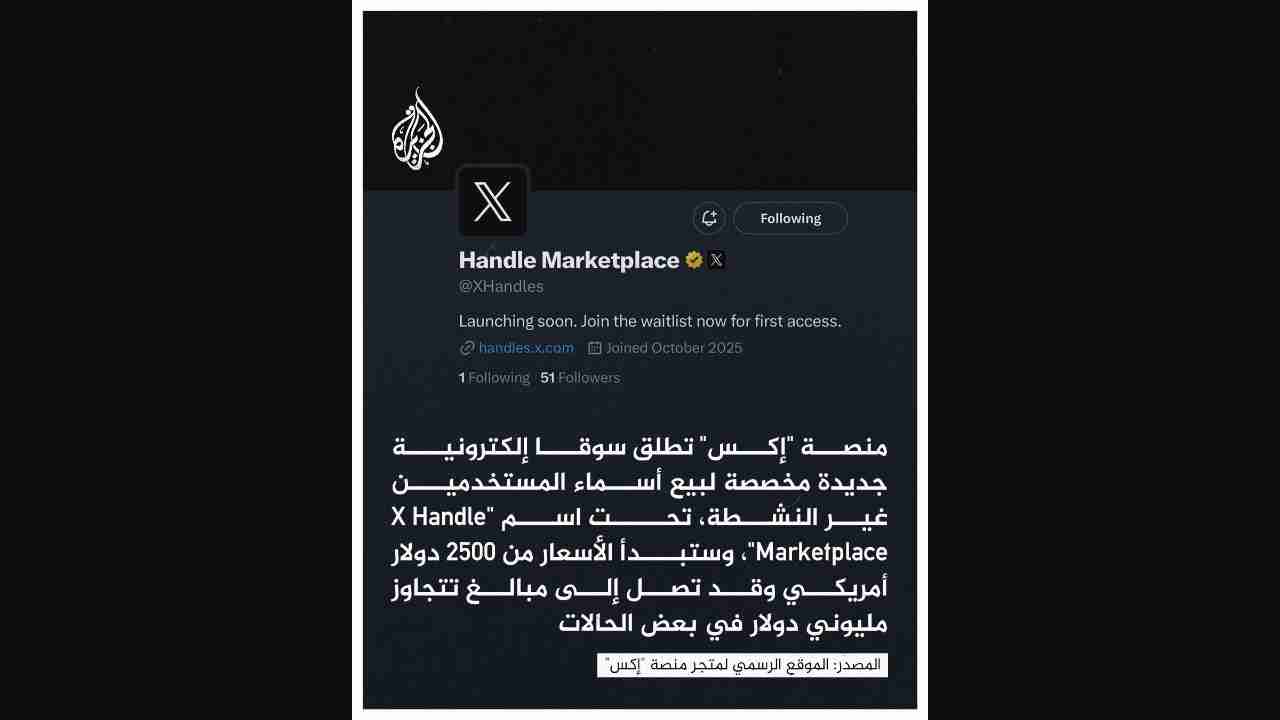 الجزيرة
Following
Handle Marketplace
@XHandles
Launching soon. Join the waitlist now for first access.
handles.x.com Joined October 2025
1 Following 51 Followers
منصة "إكس" تطلق سوقا إلكترونية
جديدة مخصصة لبيع أسماء المستخدمين
غير النشطة، تحت اسم "X Handle
Marketplace"، وستبدأ الأسعار من 2500 دولار
أمريكي وقد تصل إلى مبالغ تتجاوز
مليوني دولار في بعض الحالات
المصدر: الموقع الرسمي لمتجر منصة "إكس"